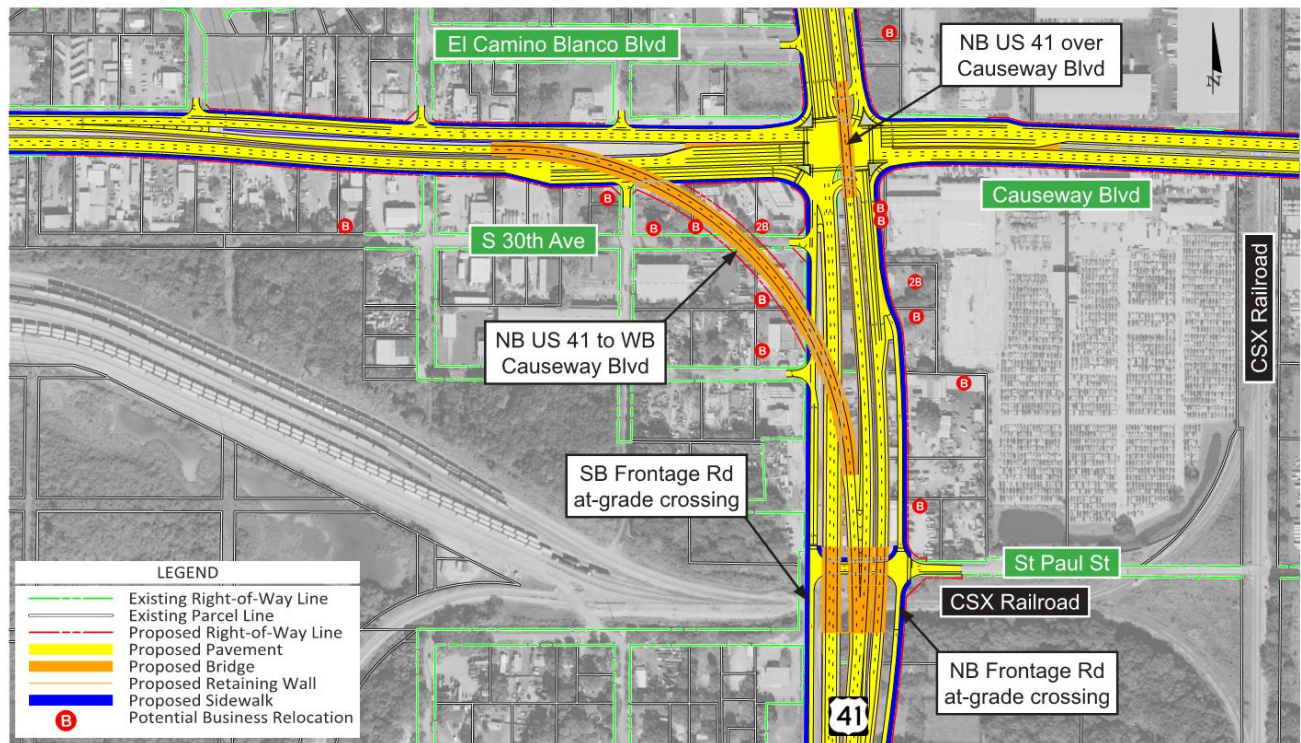 El Camino Blanco Blvd
NB US 41 over
Causeway Blvd
N
B
Causeway Blvd
B
B
B
B
B
B
2B
S 30th Ave
CSX Railroad
2B
B
B
NB US 41 to WB
Causeway Blvd
B
B
SB Frontage Rd
at-grade crossing
B
St Paul St
CSX Railroad
NB Frontage Rd
at-grade crossing
41
LEGEND
Existing Right-of-Way Line
Existing Parcel Line
Proposed Right-of-Way Line
Proposed Pavement
Proposed Bridge
Proposed Retaining Wall
Proposed Sidewalk
B Potential Business Relocation